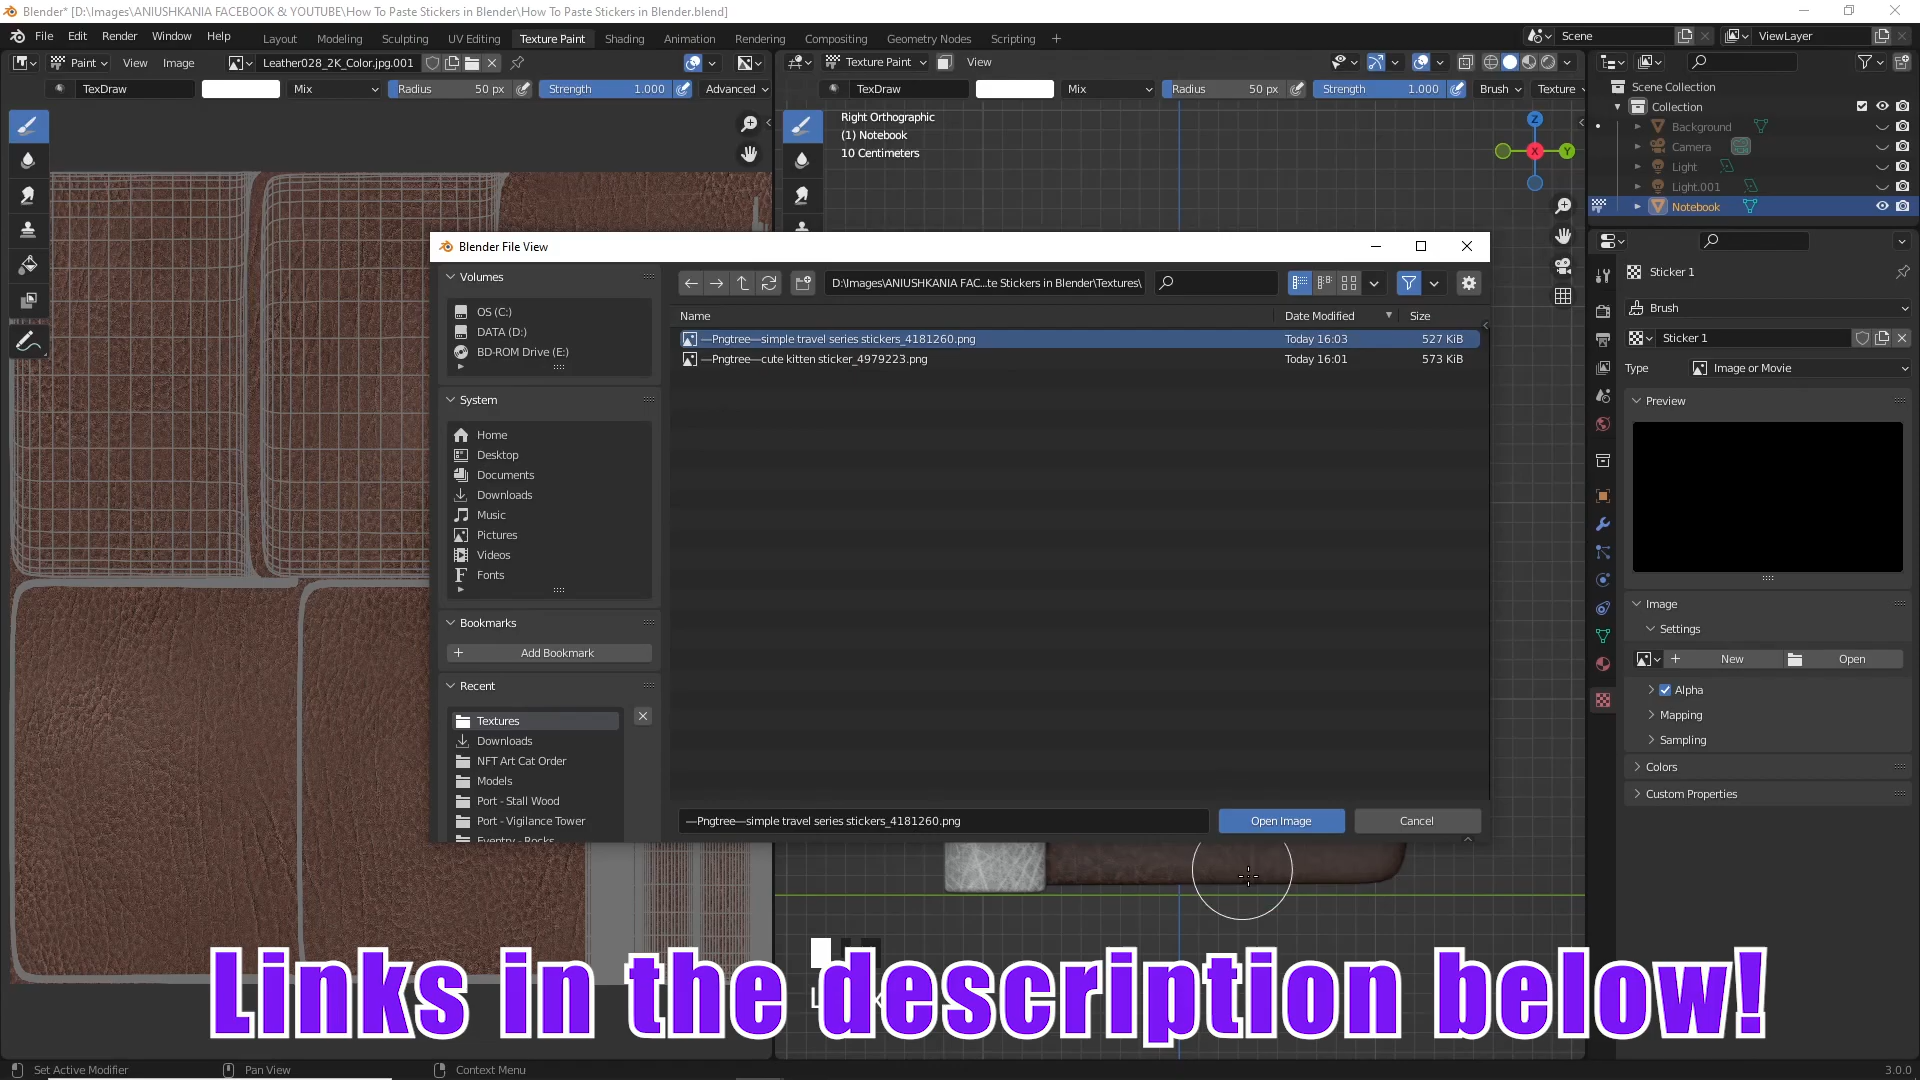 Blender* [D:\Images\ANIUSHKANIA FACEBOOK & YOUTUBE\How To Paste Stickers in Blender\How To Paste Stickers in Blender.blend]
File Edit Render Window Help Layout Modeling Sculpting UV Editing Texture Paint Shading Animation Rendering Compositing Geometry Nodes Scripting + Scene ViewLayer
Paint View Image Leather028_2K_Color.jpg.001 Texture Paint View
TexDraw Mix Radius 50 px Strength 1.000 Advanced TexDraw Mix Radius 50 px Strength 1.000 Brush Texture
Scene Collection
Collection
Background
Camera
Light
Light.001
Notebook
Right Orthographic
(1) Notebook
10 Centimeters
Z
X
Y
Blender File View
Volumes
OS (C:)
DATA (D:)
BD-ROM Drive (E:)
System
Home
Desktop
Documents
Downloads
Music
Pictures
Videos
Fonts
Bookmarks
Add Bookmark
Recent
Textures
Downloads
NFT Art Cat Order
Models
Port - Stall Wood
Port - Vigilance Tower
D:\Images\ANIUSHKANIA FAC...te Stickers in Blender\Textures\
Name Date Modified Size
—Pngtree—simple travel series stickers_4181260.png Today 16:03 527 KiB
—Pngtree—cute kitten sticker_4979223.png Today 16:01 573 KiB
—Pngtree—simple travel series stickers_4181260.png Open Image Cancel
Sticker 1
Brush
Sticker 1
Type Image or Movie
Preview
Image
Settings
New Open
Alpha
Mapping
Sampling
Colors
Custom Properties
Links in the description below!
Set Active Modifier Pan View Context Menu 3.0.0